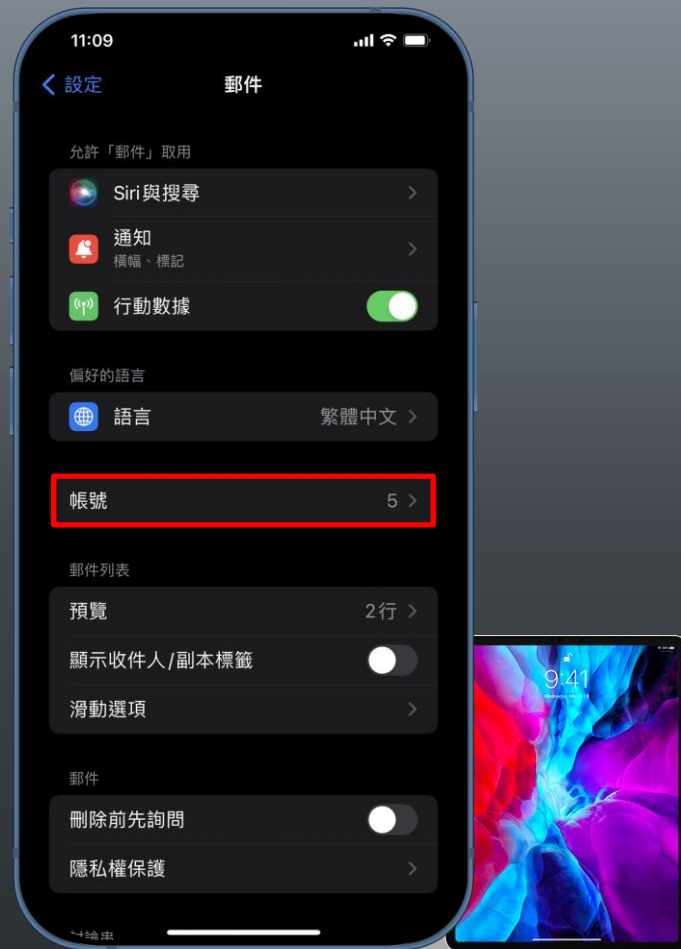 11:09
設定
郵件
允許「郵件」取用
Siri與搜尋
通知
橫幅、標記
行動數據
偏好的語言
語言
繁體中文
帳號
5
郵件列表
預覽
2行
顯示收件人/副本標籤
滑動選項
郵件
刪除前先詢問
隱私權保護
9:41